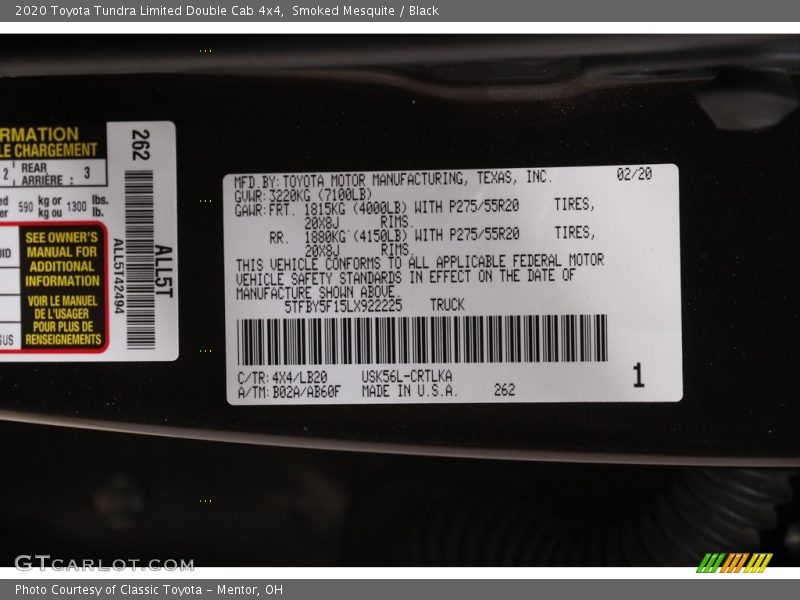 2020 Toyota Tundra Limited Double Cab 4x4, Smoked Mesquite / Black
RMATION
LE CHARGEMENT
2 REAR ARRIÈRE : 3
590 kg or kg ou 1300 lbs. lb.
SEE OWNER'S
MANUAL FOR
ADDITIONAL
INFORMATION
VOIR LE MANUEL
DE L'USAGER
POUR PLUS DE
RENSEIGNEMENTS
262
ALL5T42494
ALL5T
MFD.BY:TOYOTA MOTOR MANUFACTURING, TEXAS, INC. 02/20
GVWR:3220KG (7100LB)
GAWR:FRT. 1815KG (4000LB) WITH P275/55R20 TIRES,
20X8J RIMS.
RR. 1880KG (4150LB) WITH P275/55R20 TIRES,
20X8J RIMS.
THIS VEHICLE CONFORMS TO ALL APPLICABLE FEDERAL MOTOR
VEHICLE SAFETY STANDARDS IN EFFECT ON THE DATE OF
MANUFACTURE SHOWN ABOVE
5TFBY5F15LX922225 TRUCK
C/TR:4X4/LB20 USK56L-CRTLKA
A/TM:B02A/AB60F MADE IN U.S.A. 262
1
GTCARLOT.COM
Photo Courtesy of Classic Toyota - Mentor, OH